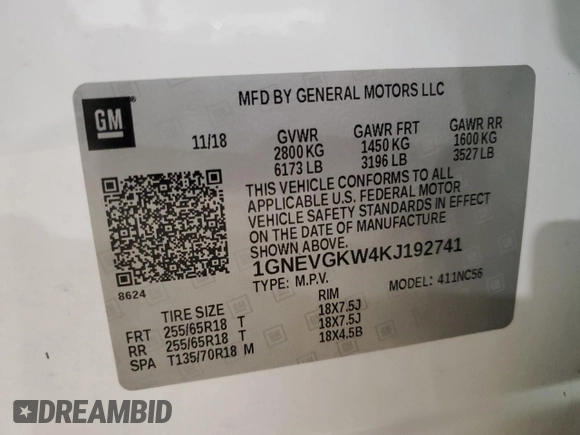 MFD BY GENERAL MOTORS LLC
GM
11/18 GVWR GAWR FRT GAWR RR
2800 KG 1450 KG 1600 KG
6173 LB 3196 LB 3527 LB
THIS VEHICLE CONFORMS TO ALL
APPLICABLE U.S. FEDERAL MOTOR
VEHICLE SAFETY STANDARDS IN EFFECT
ON THE DATE OF MANUFACTURE
SHOWN ABOVE.
1GNEVGKW4KJ192741
8624
TYPE: M.P.V. MODEL: 411NC56
TIRE SIZE RIM
FRT 255/65R18 T 18X7.5J
RR 255/65R18 T 18X7.5J
SPA T135/70R18 M 18X4.5B
DREAMBID